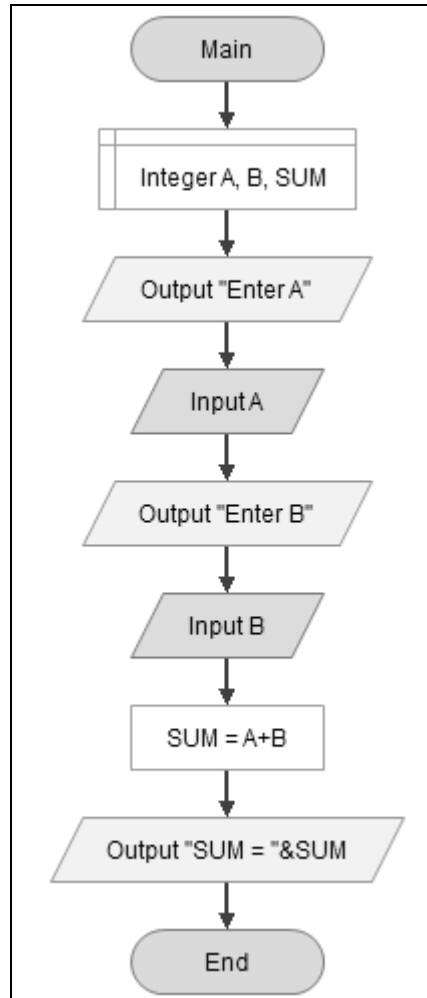 Main
Integer A, B, SUM
Output "Enter A"
Input A
Output "Enter B"
Input B
SUM = A+B
Output "SUM = "&SUM
End